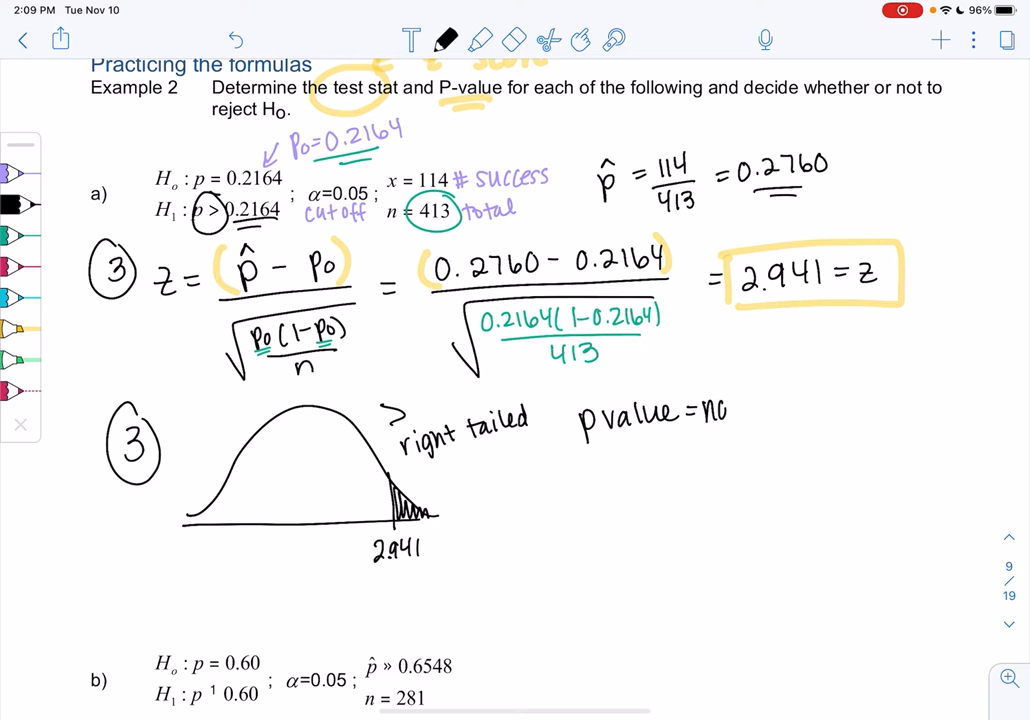 2:09 PM Tue Nov 10
96%
Practicing the formulas
Example 2 Determine the test stat and P-value for each of the following and decide whether or not to
reject H₀.
p₀=0.2164
a)
Hₒ : p = 0.2164
H₁ : p > 0.2164
; α=0.05 ;
cutoff
x = 114 # success
n = 413 total
p̂ = 114/413 = 0.2760
③ z = (p̂ - p₀)/√(p₀(1-p₀)/n) = (0.2760 - 0.2164)/√(0.2164(1-0.2164)/413) = 2.941 = z
③
>
right tailed
p value = no
2.941
9
/
19
b)
Hₒ : p = 0.60
H₁ : p ¹ 0.60
; α=0.05 ;
p̂ » 0.6548
n = 281